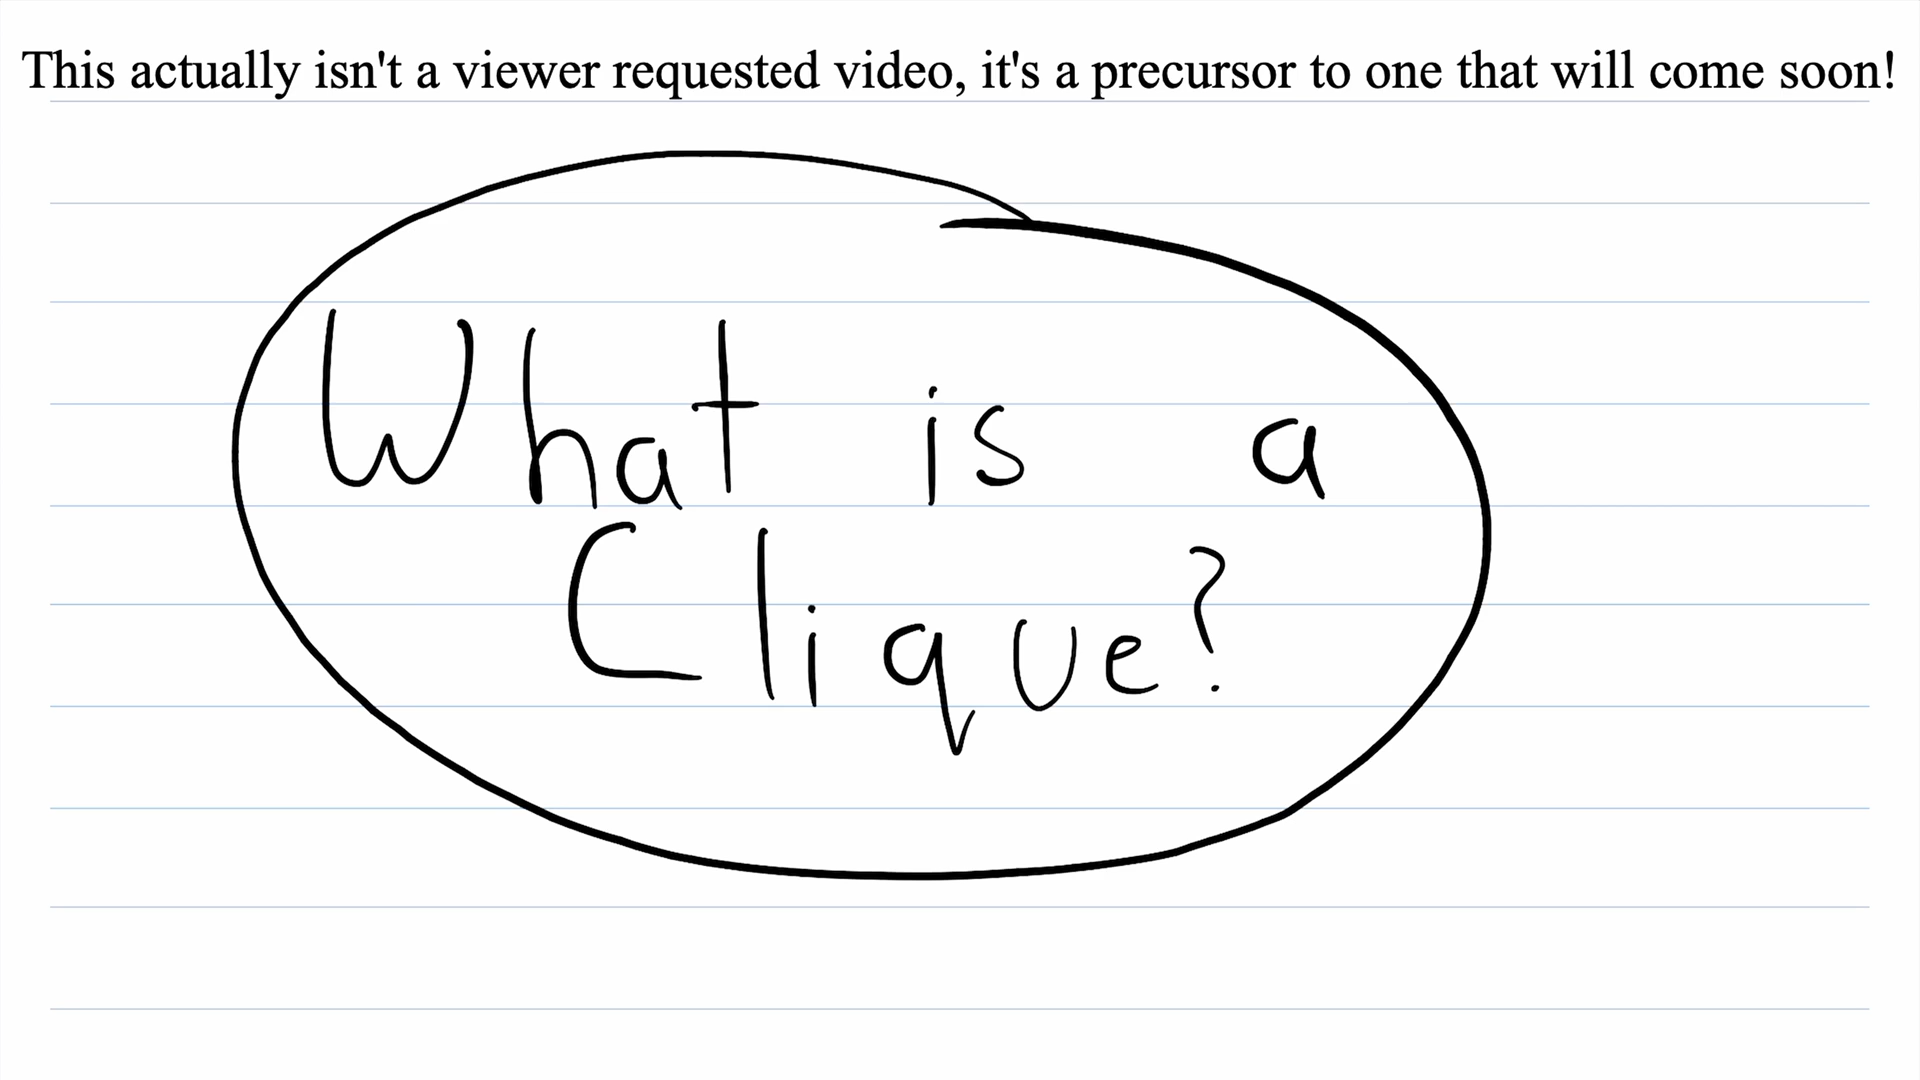 This actually isn't a viewer requested video, it's a precursor to one that will come soon!
What is a
Clique?